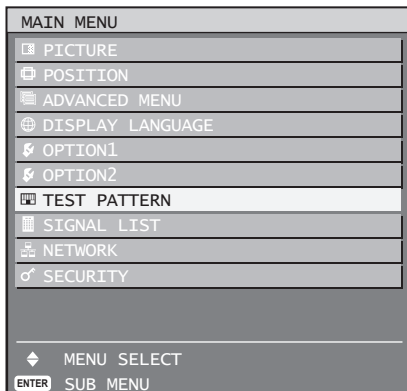 MAIN MENU
PICTURE
POSITION
ADVANCED MENU
DISPLAY LANGUAGE
OPTION1
OPTION2
TEST PATTERN
SIGNAL LIST
NETWORK
SECURITY
MENU SELECT
ENTER SUB MENU